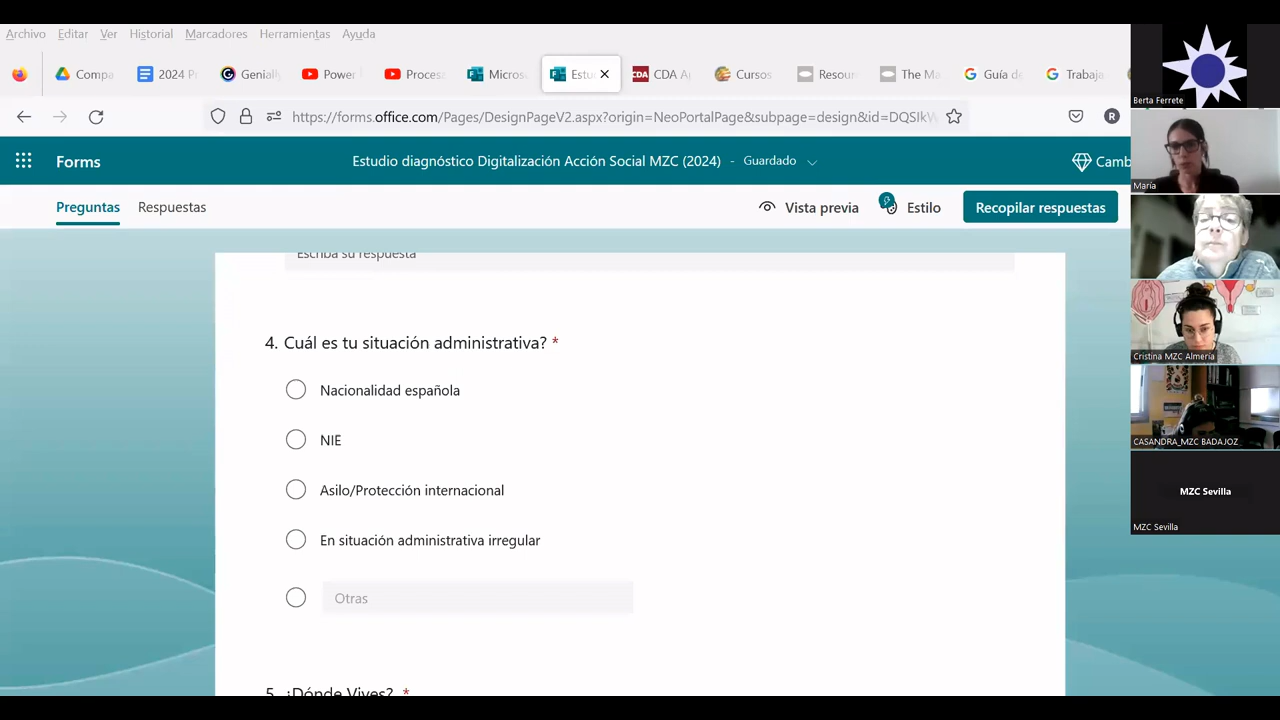 Archivo Editar Ver Historial Marcadores Herramientas Ayuda
Compa 2024 P Genially Power Proces Micros Estu CDA A Cursos Resour The Ma Guía d Trabaja
https://forms.office.com/Pages/DesignPageV2.aspx?origin=NeoPortalPage&subpage=design&id=DQSIkW
R
Forms
Estudio diagnóstico Digitalización Acción Social MZC (2024) - Guardado
Camb
Preguntas Respuestas
Vista previa
Estilo
Recopilar respuestas
Escriba su respuesta
4. Cuál es tu situación administrativa? *
Nacionalidad española
NIE
Asilo/Protección internacional
En situación administrativa irregular
Otras
5. ¿Dónde Vives? *
Berta Ferrete
María
Cristina MZC Almería
CASANDRA_MZC BADAJOZ
MZC Sevilla
MZC Sevilla